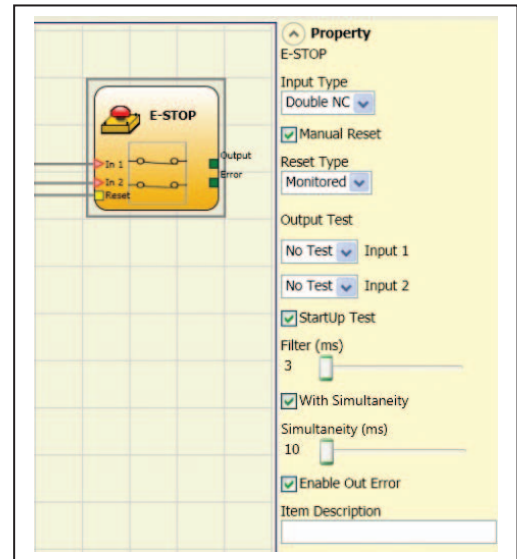 E-STOP
In 1
In 2
Reset
Output
Error
Property
E-STOP
Input Type
Double NC
Manual Reset
Reset Type
Monitored
Output Test
No Test Input 1
No Test Input 2
StartUp Test
Filter (ms)
3
With Simultaneity
Simultaneity (ms)
10
Enable Out Error
Item Description